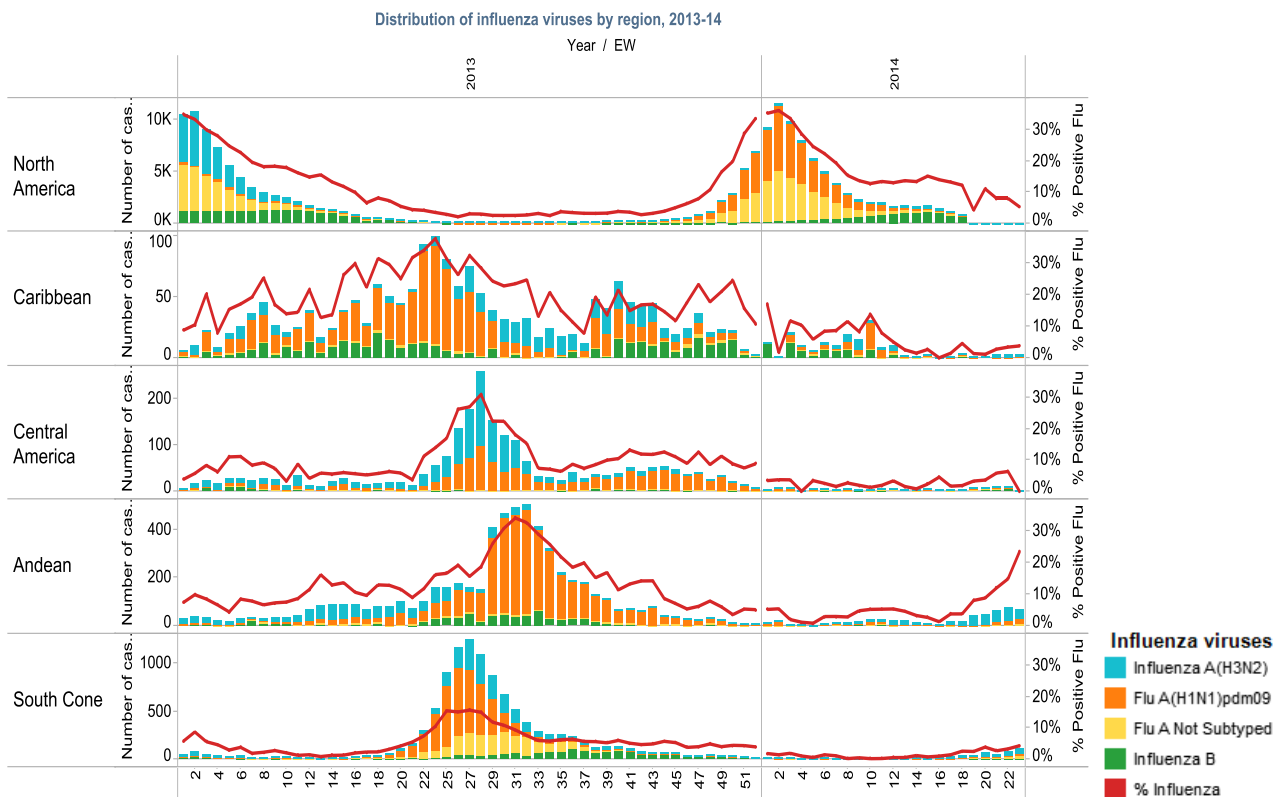 Distribution of influenza viruses by region, 2013-14
Year / EW
2013 2014
North America
Number of cas..
10K
5K
0K
30%
20%
10%
0%
% Positive Flu
Caribbean
Number of cas..
100
50
0
30%
20%
10%
0%
% Positive Flu
Central America
Number of cas..
200
100
0
30%
20%
10%
0%
% Positive Flu
Andean
Number of cas..
400
200
0
30%
20%
10%
0%
% Positive Flu
South Cone
Number of cas..
1000
500
0
30%
20%
10%
0%
% Positive Flu
2 4 6 8 10 12 14 16 18 20 22 25 27 29 31 33 35 37 39 41 43 45 47 49 51 2 4 6 8 10 12 14 16 18 20 22
Influenza viruses
Influenza A(H3N2)
Flu A(H1N1)pdm09
Flu A Not Subtyped
Influenza B
% Influenza